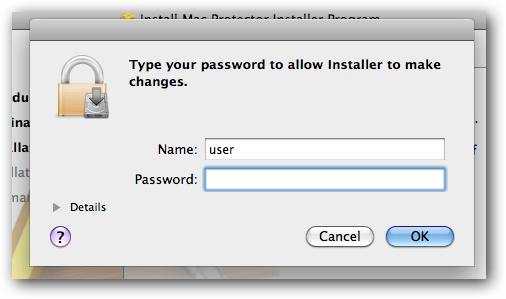 Install Mac Protector Installer Program
Type your password to allow Installer to make
changes.
Name: user
Password:
Details
?
Cancel
OK